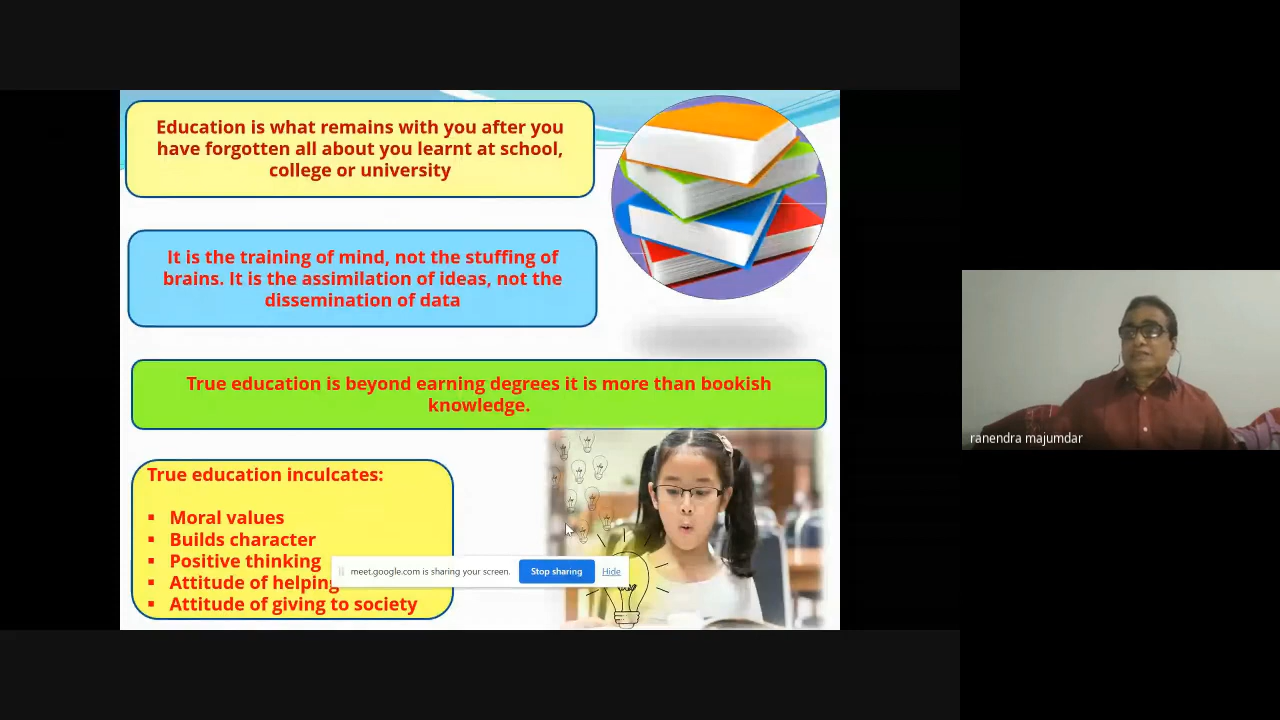 Education is what remains with you after you
have forgotten all about you learnt at school,
college or university
It is the training of mind, not the stuffing of
brains. It is the assimilation of ideas, not the
dissemination of data
True education is beyond earning degrees it is more than bookish
knowledge.
True education inculcates:
▪ Moral values
▪ Builds character
▪ Positive thinking
▪ Attitude of helping
▪ Attitude of giving to society
meet.google.com is sharing your screen. Stop sharing Hide
ranendra majumdar